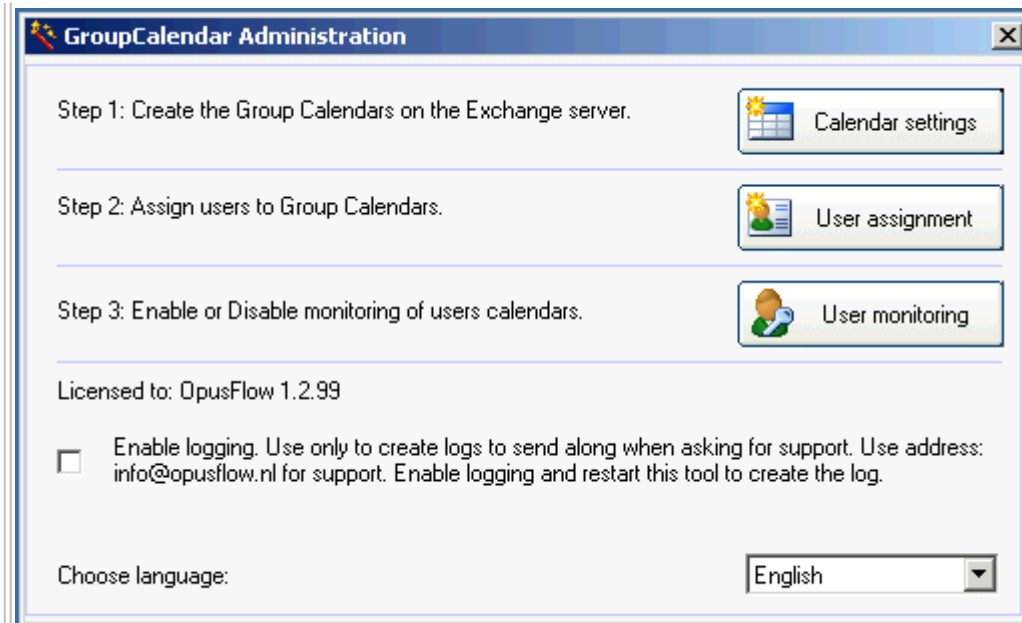 GroupCalendar Administration
Step 1: Create the Group Calendars on the Exchange server.
Calendar settings
Step 2: Assign users to Group Calendars.
User assignment
Step 3: Enable or Disable monitoring of users calendars.
User monitoring
Licensed to: OpusFlow 1.2.99
Enable logging. Use only to create logs to send along when asking for support. Use address:
info@opusflow.nl for support. Enable logging and restart this tool to create the log.
Choose language:
English